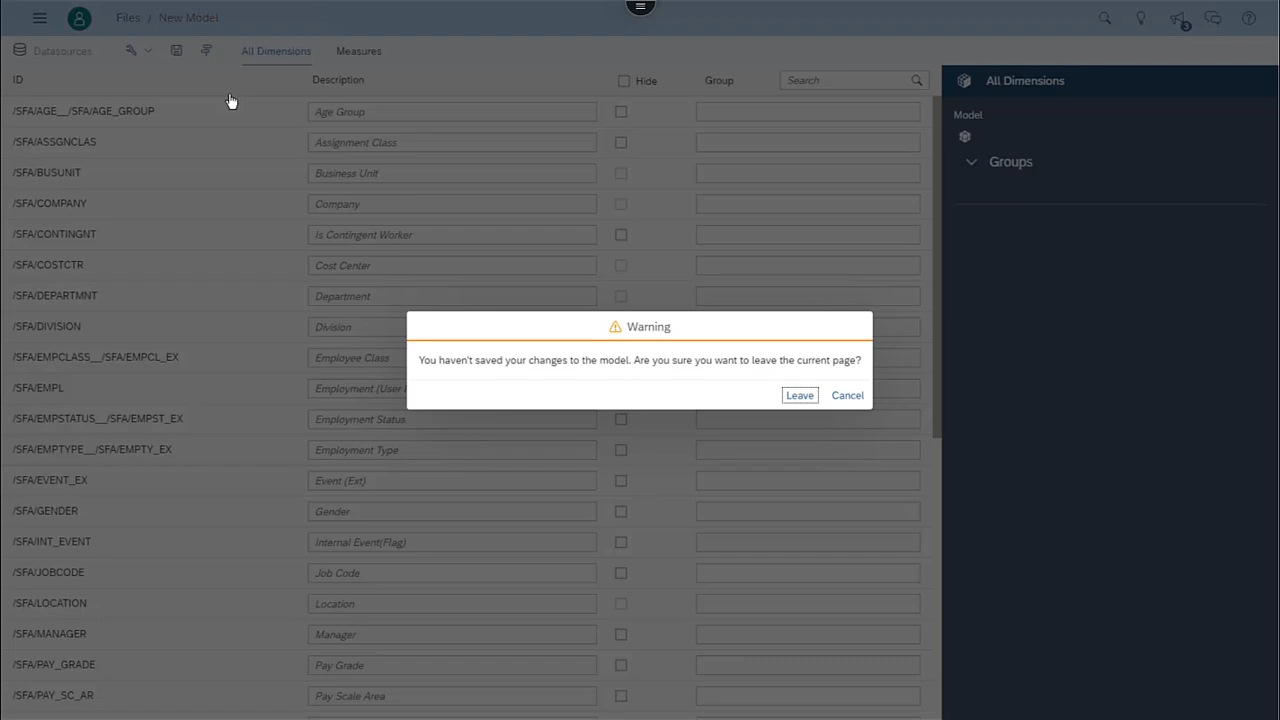 Files / New Model
3
Datasources
All Dimensions
Measures
ID
Description
Hide
Group
Search
/SFA/AGE__/SFA/AGE_GROUP
Age Group
/SFA/ASSGNCLAS
Assignment Class
/SFA/BUSUNIT
Business Unit
/SFA/COMPANY
Company
/SFA/CONTINGNT
Is Contingent Worker
/SFA/COSTCTR
Cost Center
/SFA/DEPARTMNT
Department
/SFA/DIVISION
Division
/SFA/EMPCLASS__/SFA/EMPCL_EX
Employee Class
/SFA/EMPL
Employment (User
/SFA/EMPSTATUS__/SFA/EMPST_EX
Employment Status
/SFA/EMPTYPE__/SFA/EMPTY_EX
Employment Type
/SFA/EVENT_EX
Event (Ext)
/SFA/GENDER
Gender
/SFA/INT_EVENT
Internal Event(Flag)
/SFA/JOBCODE
Job Code
/SFA/LOCATION
Location
/SFA/MANAGER
Manager
/SFA/PAY_GRADE
Pay Grade
/SFA/PAY_SC_AR
Pay Scale Area
Warning
You haven't saved your changes to the model. Are you sure you want to leave the current page?
Leave
Cancel
All Dimensions
Model
Groups